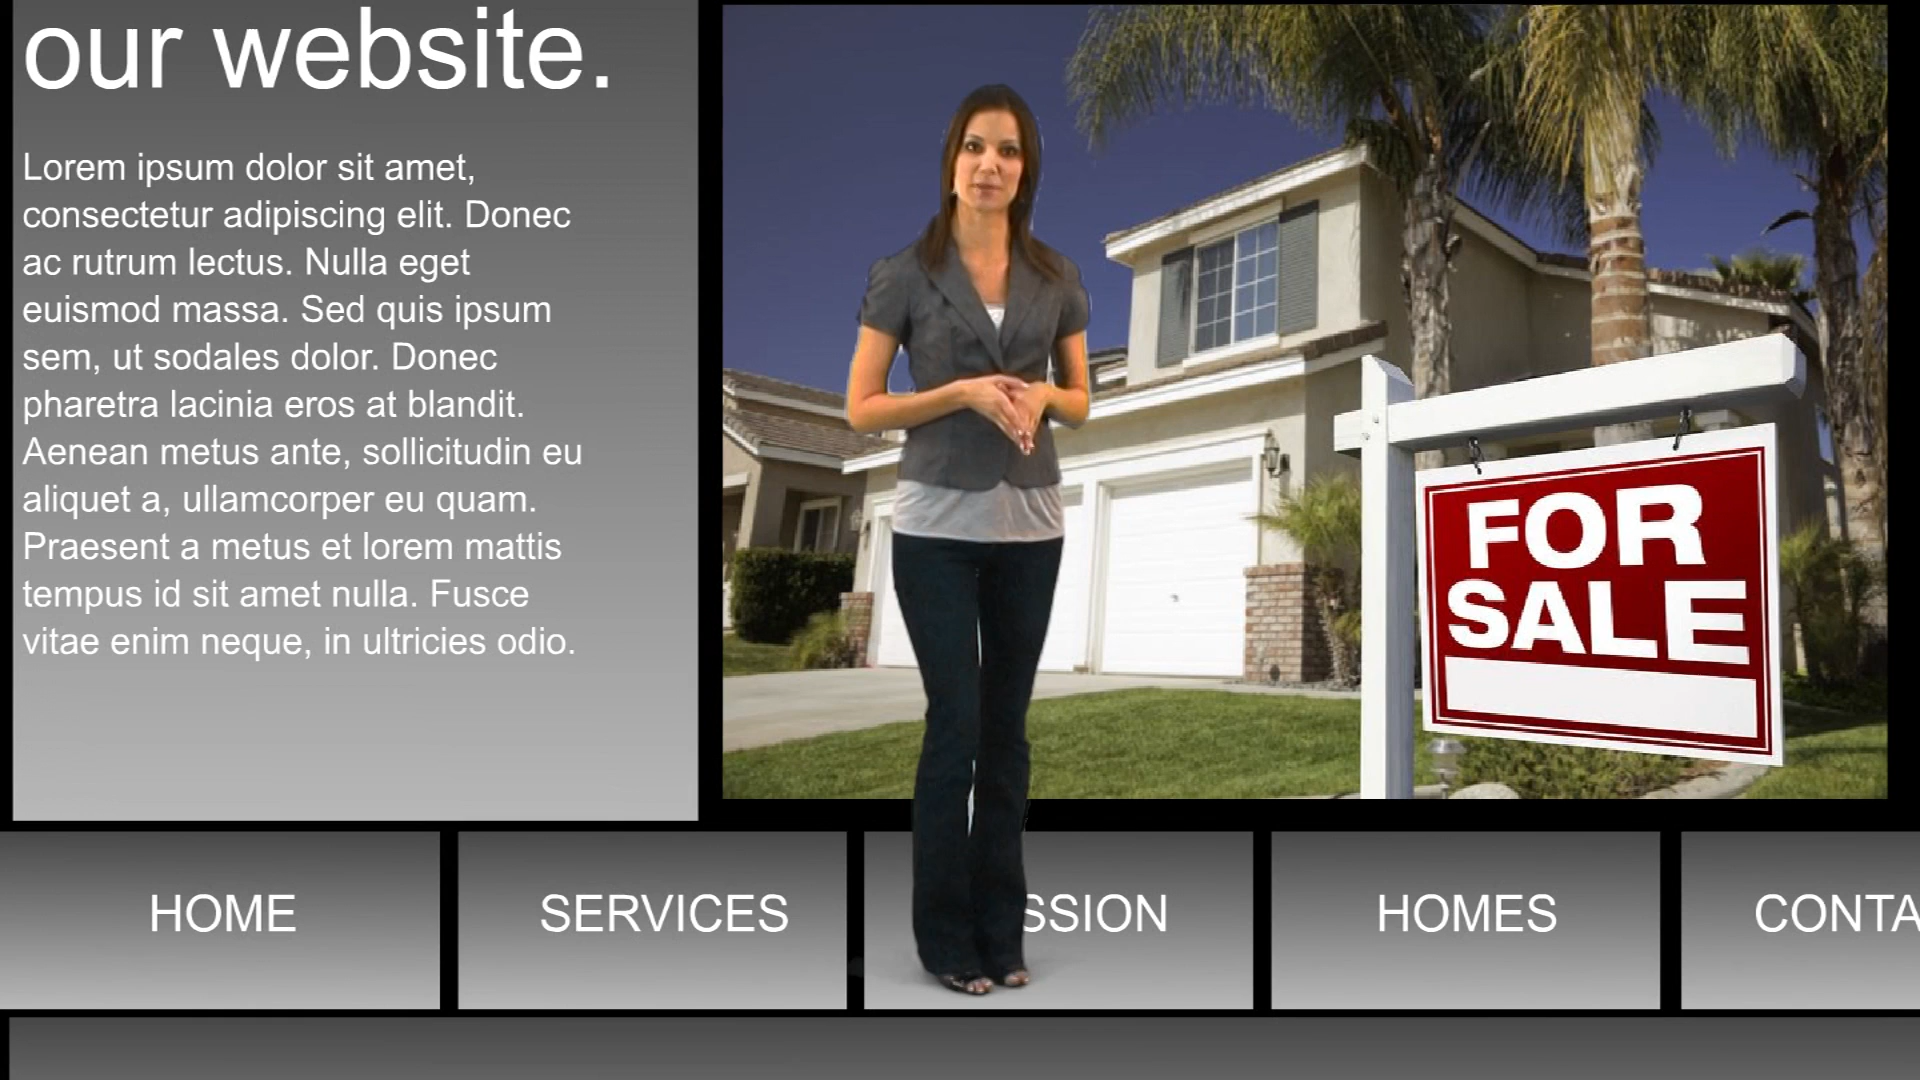 our website.
Lorem ipsum dolor sit amet,
consectetur adipiscing elit. Donec
ac rutrum lectus. Nulla eget
euismod massa. Sed quis ipsum
sem, ut sodales dolor. Donec
pharetra lacinia eros at blandit.
Aenean metus ante, sollicitudin eu
aliquet a, ullamcorper eu quam.
Praesent a metus et lorem mattis
tempus id sit amet nulla. Fusce
vitae enim neque, in ultricies odio.
FOR
SALE
HOME
SERVICES
SSION
HOMES
CONTA